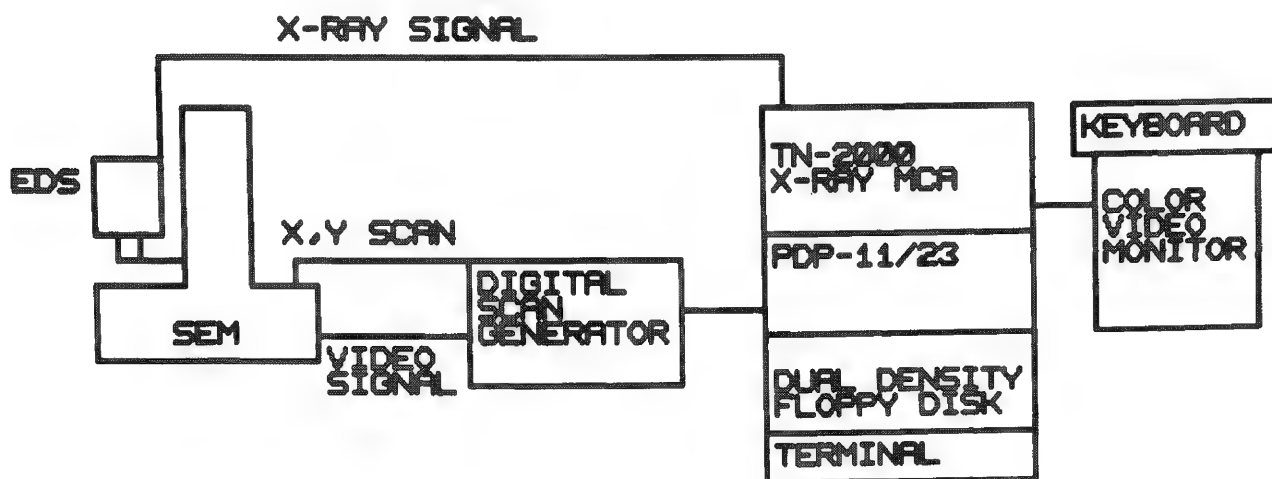 X-RAY SIGNAL
EDS
X,Y SCAN
SEM
VIDEO
SIGNAL
DIGITAL
SCAN
GENERATOR
TN-2000
X-RAY MCA
PDP-11/23
DUAL DENSITY
FLOPPY DISK
TERMINAL
KEYBOARD
COLOR
VIDEO
MONITOR